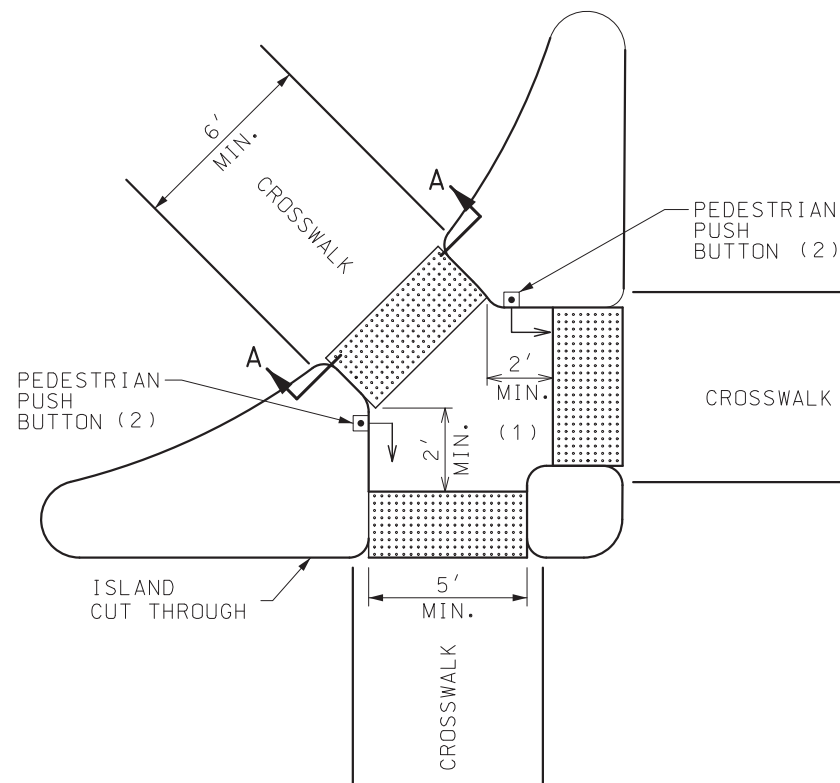 6'
MIN.
CROSSWALK
A
PEDESTRIAN
PUSH
BUTTON (2)
A
PEDESTRIAN
PUSH
BUTTON (2)
2'
MIN.
(1)
2'
MIN.
CROSSWALK
ISLAND
CUT THROUGH
5'
MIN.
CROSSWALK